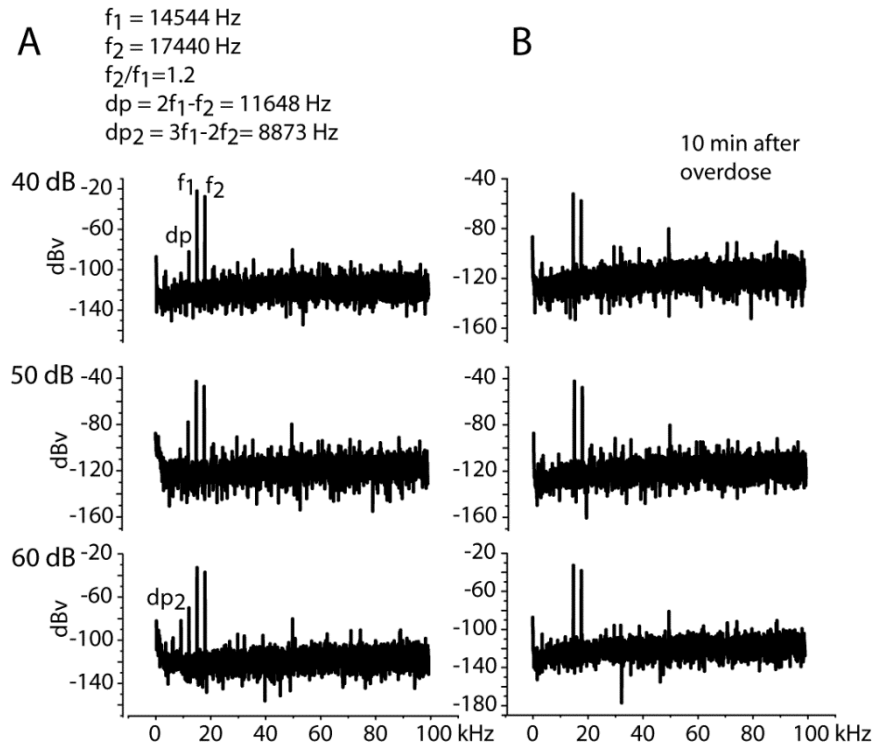 A
f₁ = 14544 Hz
f₂ = 17440 Hz
f₂/f₁=1.2
dp = 2f₁-f₂ = 11648 Hz
dp₂ = 3f₁-2f₂= 8873 Hz
B
10 min after
overdose
40 dB
dBv
-20
-60
-100
-140
f₁ f₂
dp
-40
-80
-120
-160
50 dB
dBv
-40
-80
-120
-160
-40
-80
-120
-160
60 dB
dBv
-20
-60
-100
-140
dp₂
0 20 40 60 80 100 kHz
-20
-60
-100
-140
-180
0 20 40 60 80 100 kHz